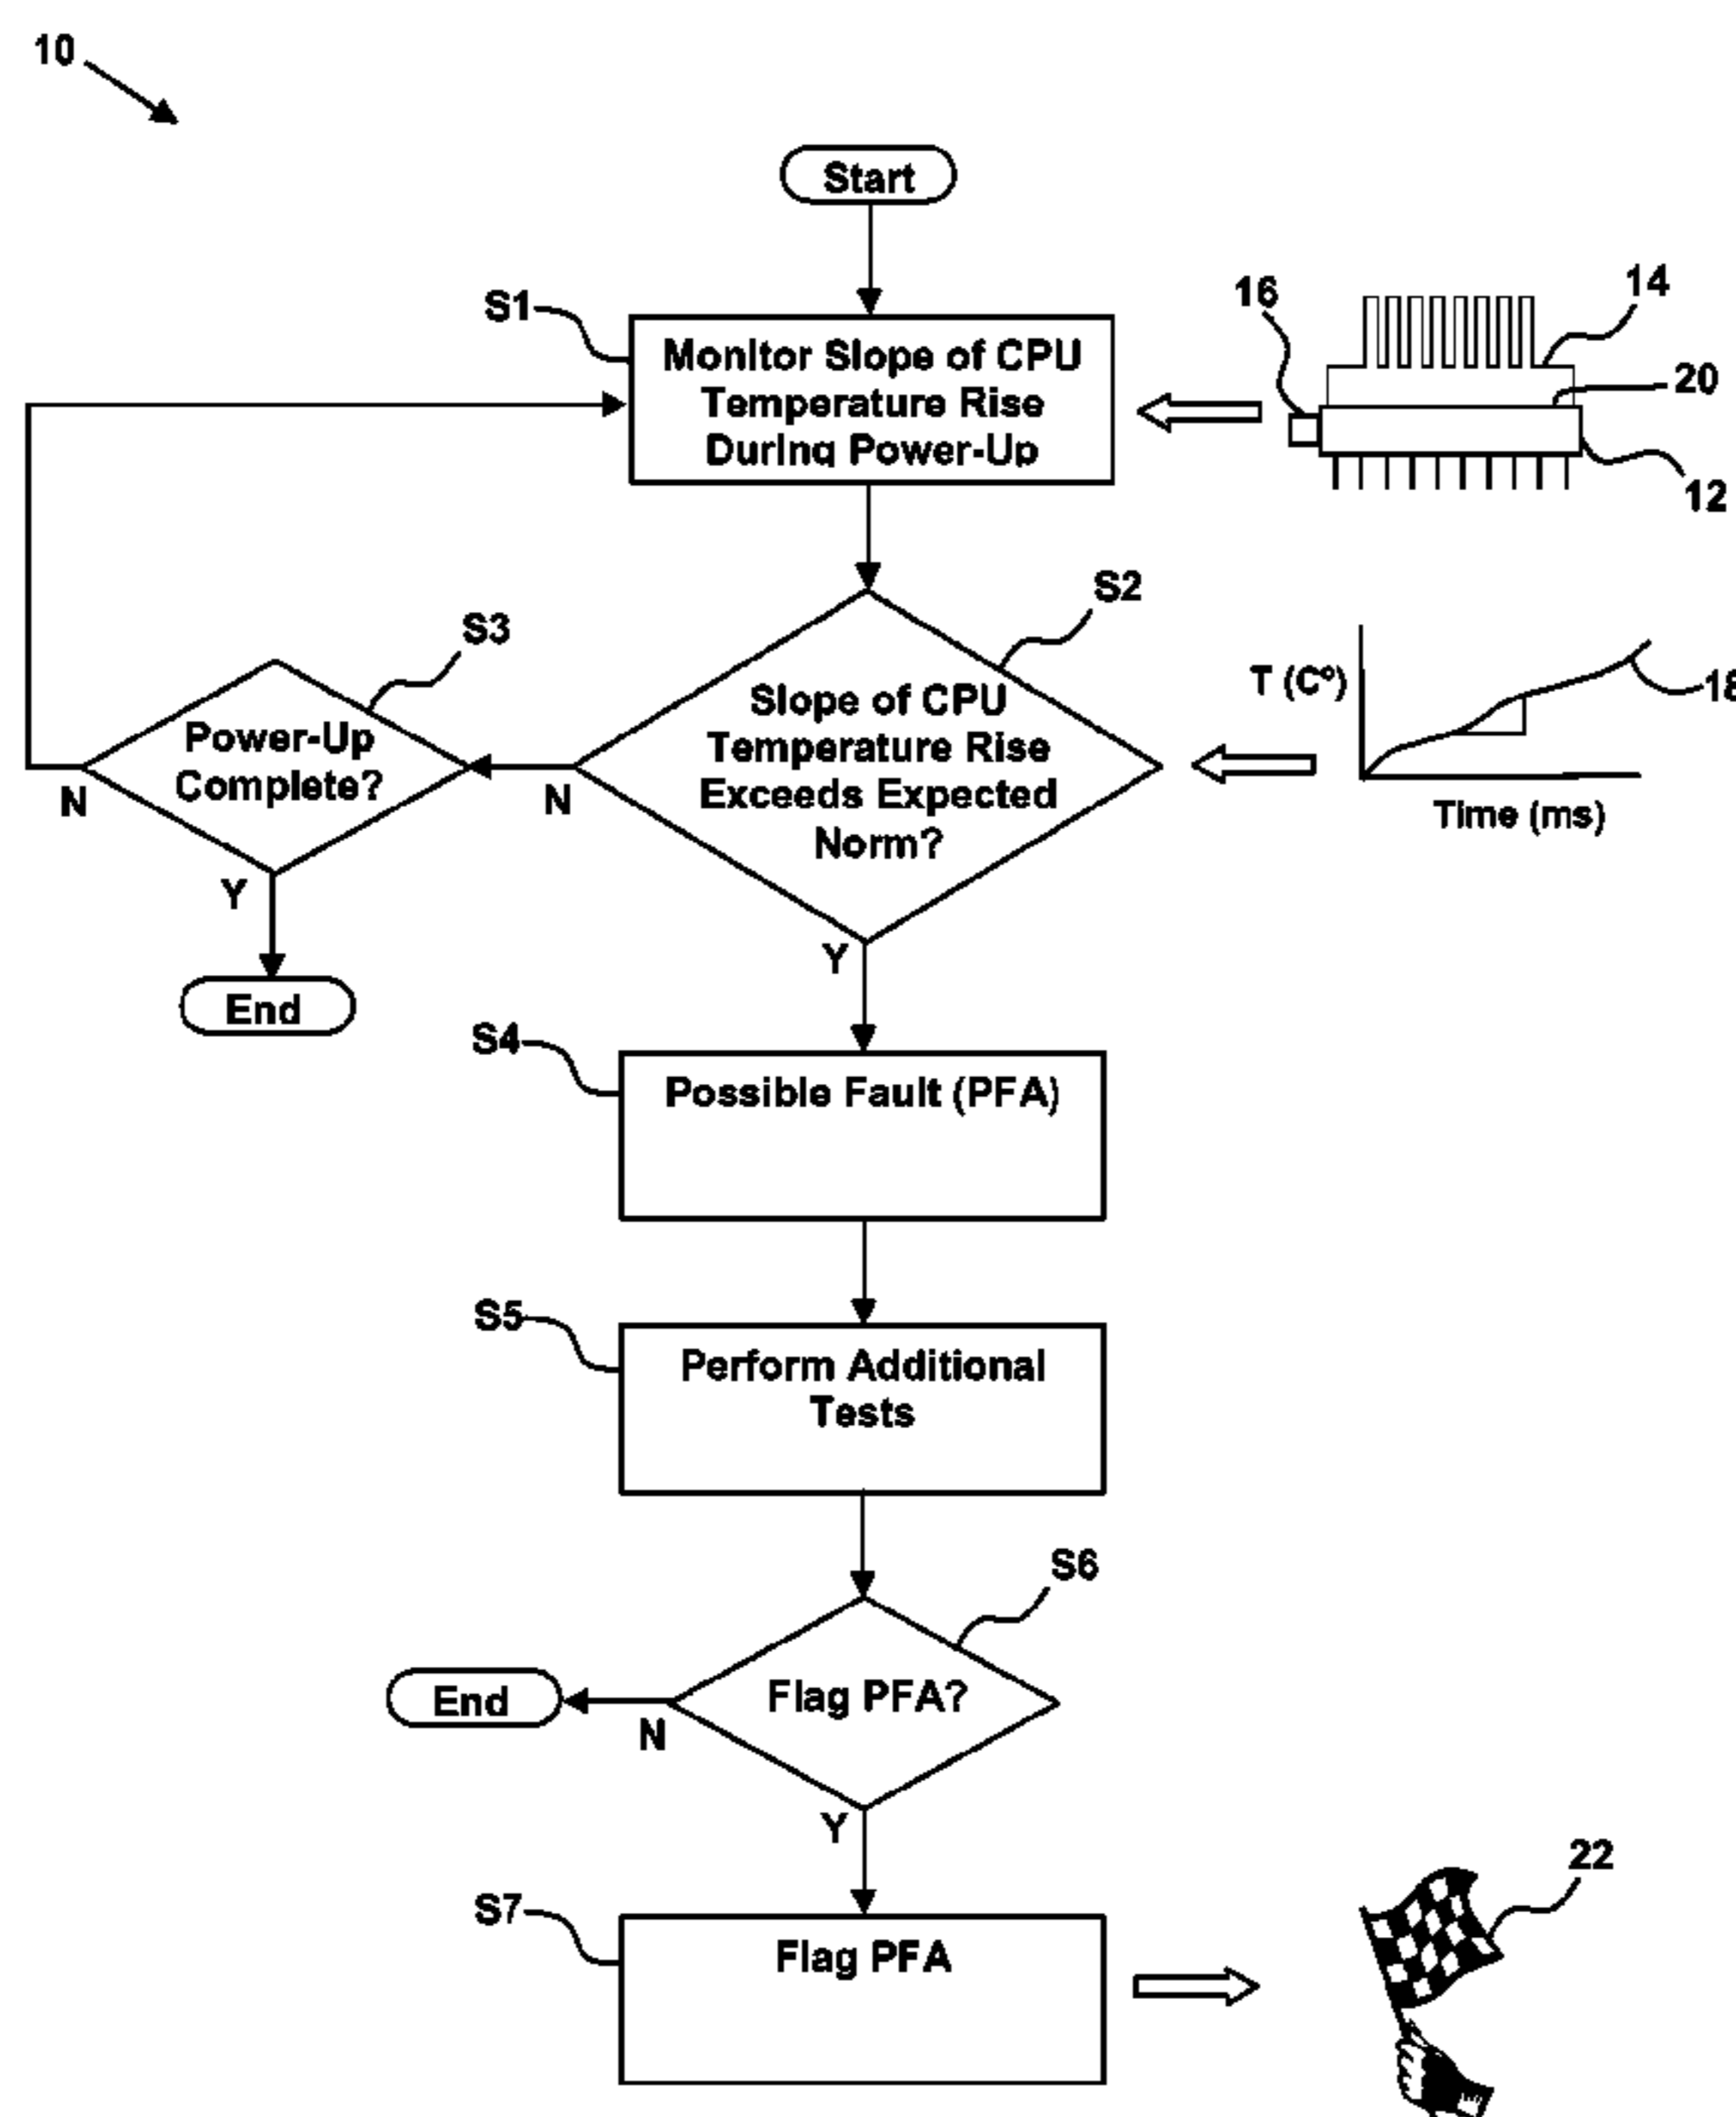 10
Start
S1
Monitor Slope of CPU
Temperature Rise
During Power-Up
16
14
20
12
S2
S3
Slope of CPU
Temperature Rise
Exceeds Expected
Norm?
T (Cº)
18
Time (ms)
Power-Up
Complete?
N
N
Y
Y
End
S4
Possible Fault (PFA)
S5
Perform Additional
Tests
S6
Flag PFA?
End
N
Y
S7
Flag PFA
22